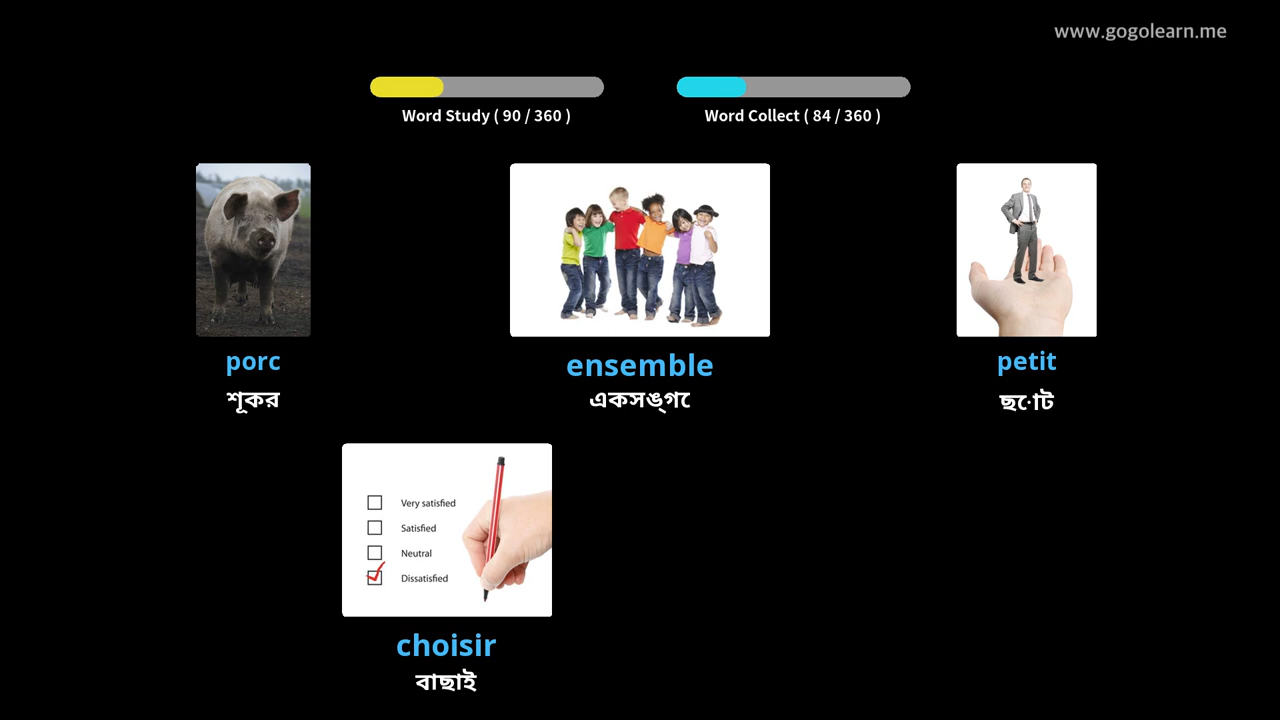 www.gogolearn.me
Word Study ( 90 / 360 )
Word Collect ( 84 / 360 )
porc
শূকর
ensemble
একসঙ্গে
petit
ছোট
Very satisfied
Satisfied
Neutral
Dissatisfied
choisir
বাছাই